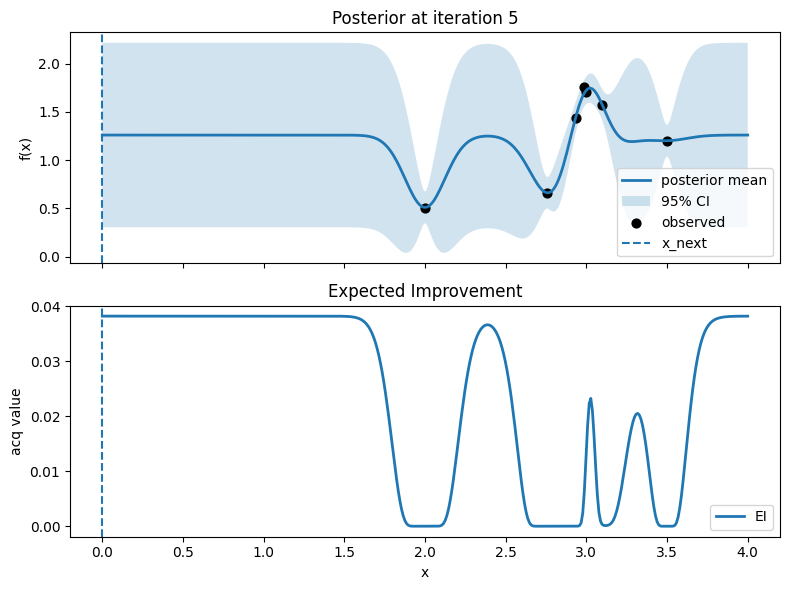 Posterior at iteration 5
f(x)
2.0
1.5
1.0
0.5
0.0
posterior mean
95% CI
observed
x_next
Expected Improvement
acq value
0.04
0.03
0.02
0.01
0.00
EI
0.0 0.5 1.0 1.5 2.0 2.5 3.0 3.5 4.0
x